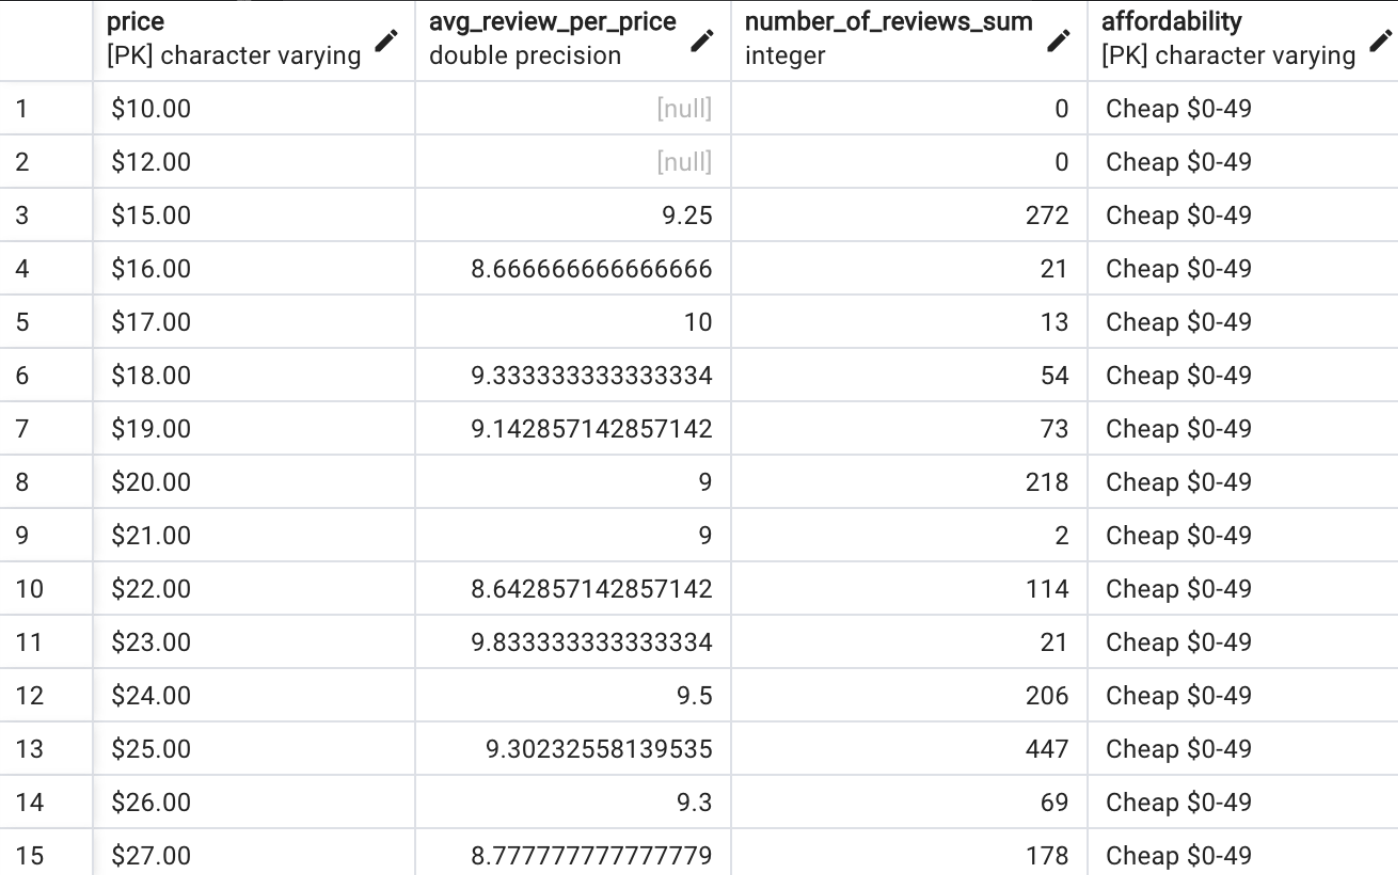 price avg_review_per_price number_of_reviews_sum affordability
[PK] character varying double precision integer [PK] character varying
1 $10.00 [null] 0 Cheap $0-49
2 $12.00 [null] 0 Cheap $0-49
3 $15.00 9.25 272 Cheap $0-49
4 $16.00 8.666666666666666 21 Cheap $0-49
5 $17.00 10 13 Cheap $0-49
6 $18.00 9.333333333333334 54 Cheap $0-49
7 $19.00 9.142857142857142 73 Cheap $0-49
8 $20.00 9 218 Cheap $0-49
9 $21.00 9 2 Cheap $0-49
10 $22.00 8.642857142857142 114 Cheap $0-49
11 $23.00 9.833333333333334 21 Cheap $0-49
12 $24.00 9.5 206 Cheap $0-49
13 $25.00 9.30232558139535 447 Cheap $0-49
14 $26.00 9.3 69 Cheap $0-49
15 $27.00 8.777777777777779 178 Cheap $0-49